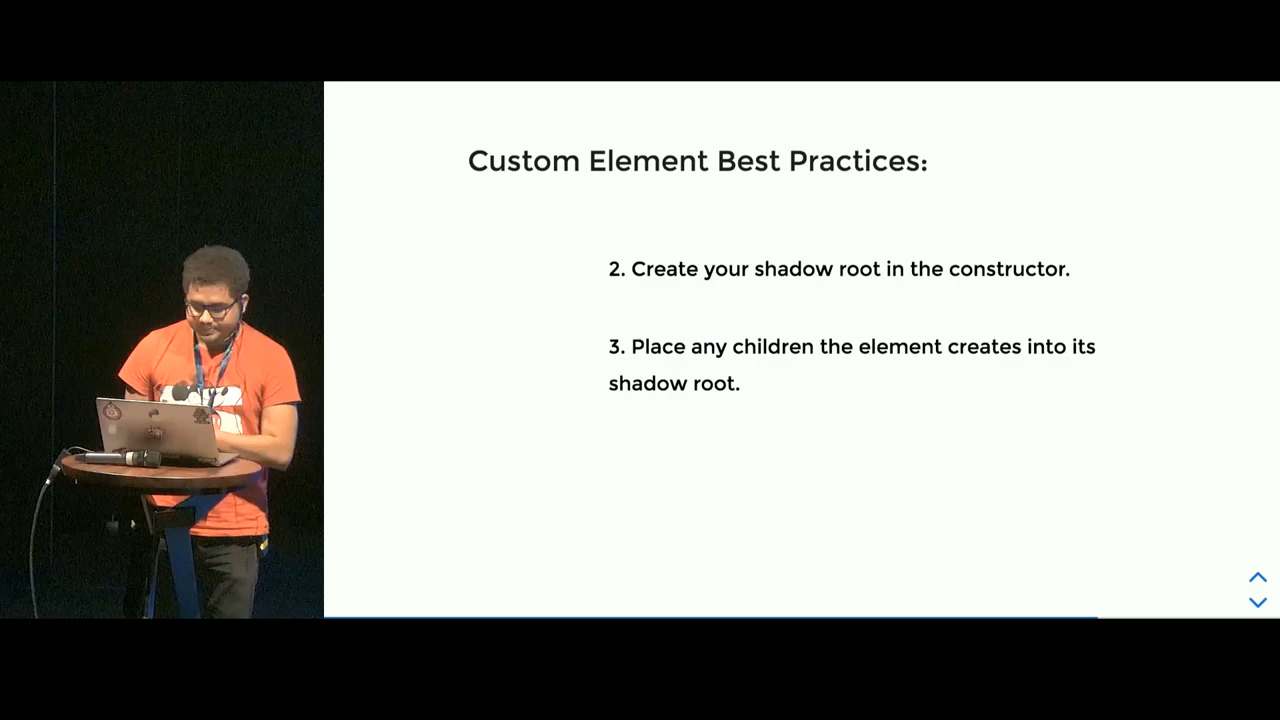 Custom Element Best Practices:
2. Create your shadow root in the constructor.
3. Place any children the element creates into its
shadow root.